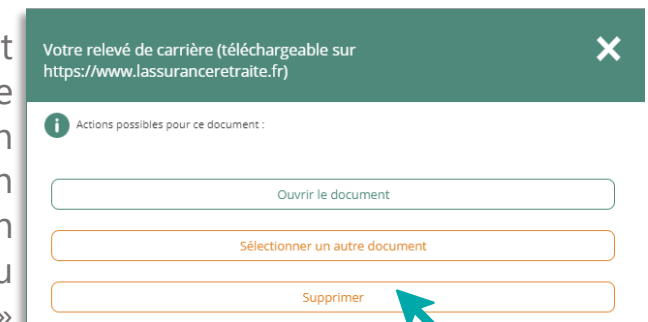 Votre relevé de carrière (téléchargeable sur
https://www.lassuranceretraite.fr)
Actions possibles pour ce document :
Ouvrir le document
Sélectionner un autre document
Supprimer